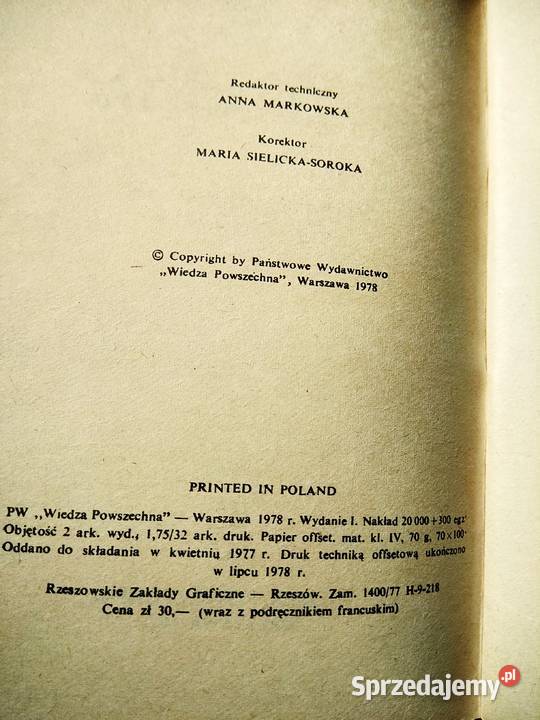 Redaktor techniczny
ANNA MARKOWSKA
Korektor
MARIA SIELICKA-SOROKA
© Copyright by Państwowe Wydawnictwo
„Wiedza Powszechna”, Warszawa 1978
PRINTED IN POLAND
PW „Wiedza Powszechna” — Warszawa 1978 r. Wydanie I. Nakład 20 000+300 egz.
Objętość 2 ark. wyd., 1,75/32 ark. druk. Papier offset. mat. kl. IV, 70 g, 70×100.
Oddano do składania w kwietniu 1977 r. Druk techniką offsetową ukończono
w lipcu 1978 r.
Rzeszowskie Zakłady Graficzne — Rzeszów. Zam. 1400/77 H-9-218
Cena zł 30,— (wraz z podręcznikiem francuskim)
Sprzedajemy.pl